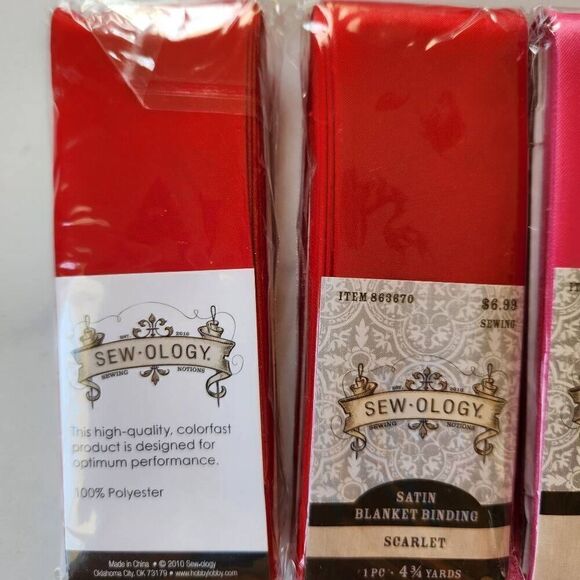 EST 2010
SEW·OLOGY.
SEWING NOTIONS
This high-quality, colorfast
product is designed for
optimum performance.
100% Polyester
Made in China © 2010 Sew-ology
Oklahoma City, OK 73179 • www.hobbylobby.com
ITEM 863670
$6.99
SEWING
EST. 2010
SEW·OLOGY.
SEWING NOTIONS
SATIN
BLANKET BINDING
SCARLET
1 PC · 4 ¾ YARDS